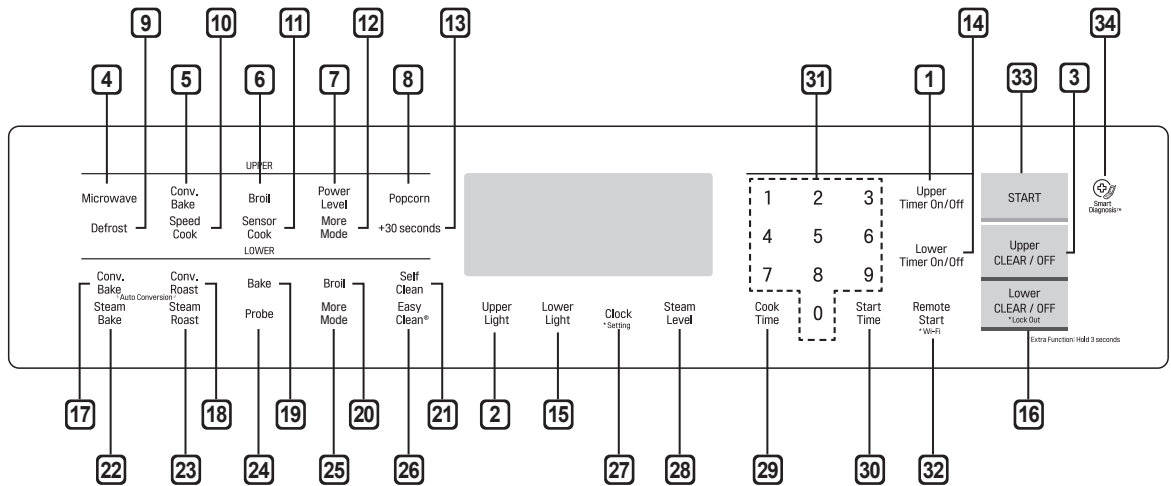 9 10 11 12 13 14 34
4 5 6 7 8 31 1 33 3
UPPER
Microwave
Conv.
Bake
Broil
Power
Level
Popcorn
Defrost
Speed
Cook
Sensor
Cook
More
Mode
+30 seconds
LOWER
Conv.
Bake
Conv.
Roast
Auto Conversion
Bake
Broil
Self
Clean
Steam
Bake
Steam
Roast
Probe
More
Mode
Easy
Clean®
Upper
Light
Lower
Light
Clock
*Setting
Steam
Level
1 2 3
4 5 6
7 8 9
0
Cook
Time
Start
Time
Upper
Timer On/Off
Lower
Timer On/Off
Remote
Start
*Wi-Fi
START
Upper
CLEAR / OFF
Lower
CLEAR / OFF
*Lock Out
*Extra Function: Hold 3 seconds
Smart
Diagnosis™
17 18 19 20 21 2 15 16
22 23 24 25 26 27 28 29 30 32